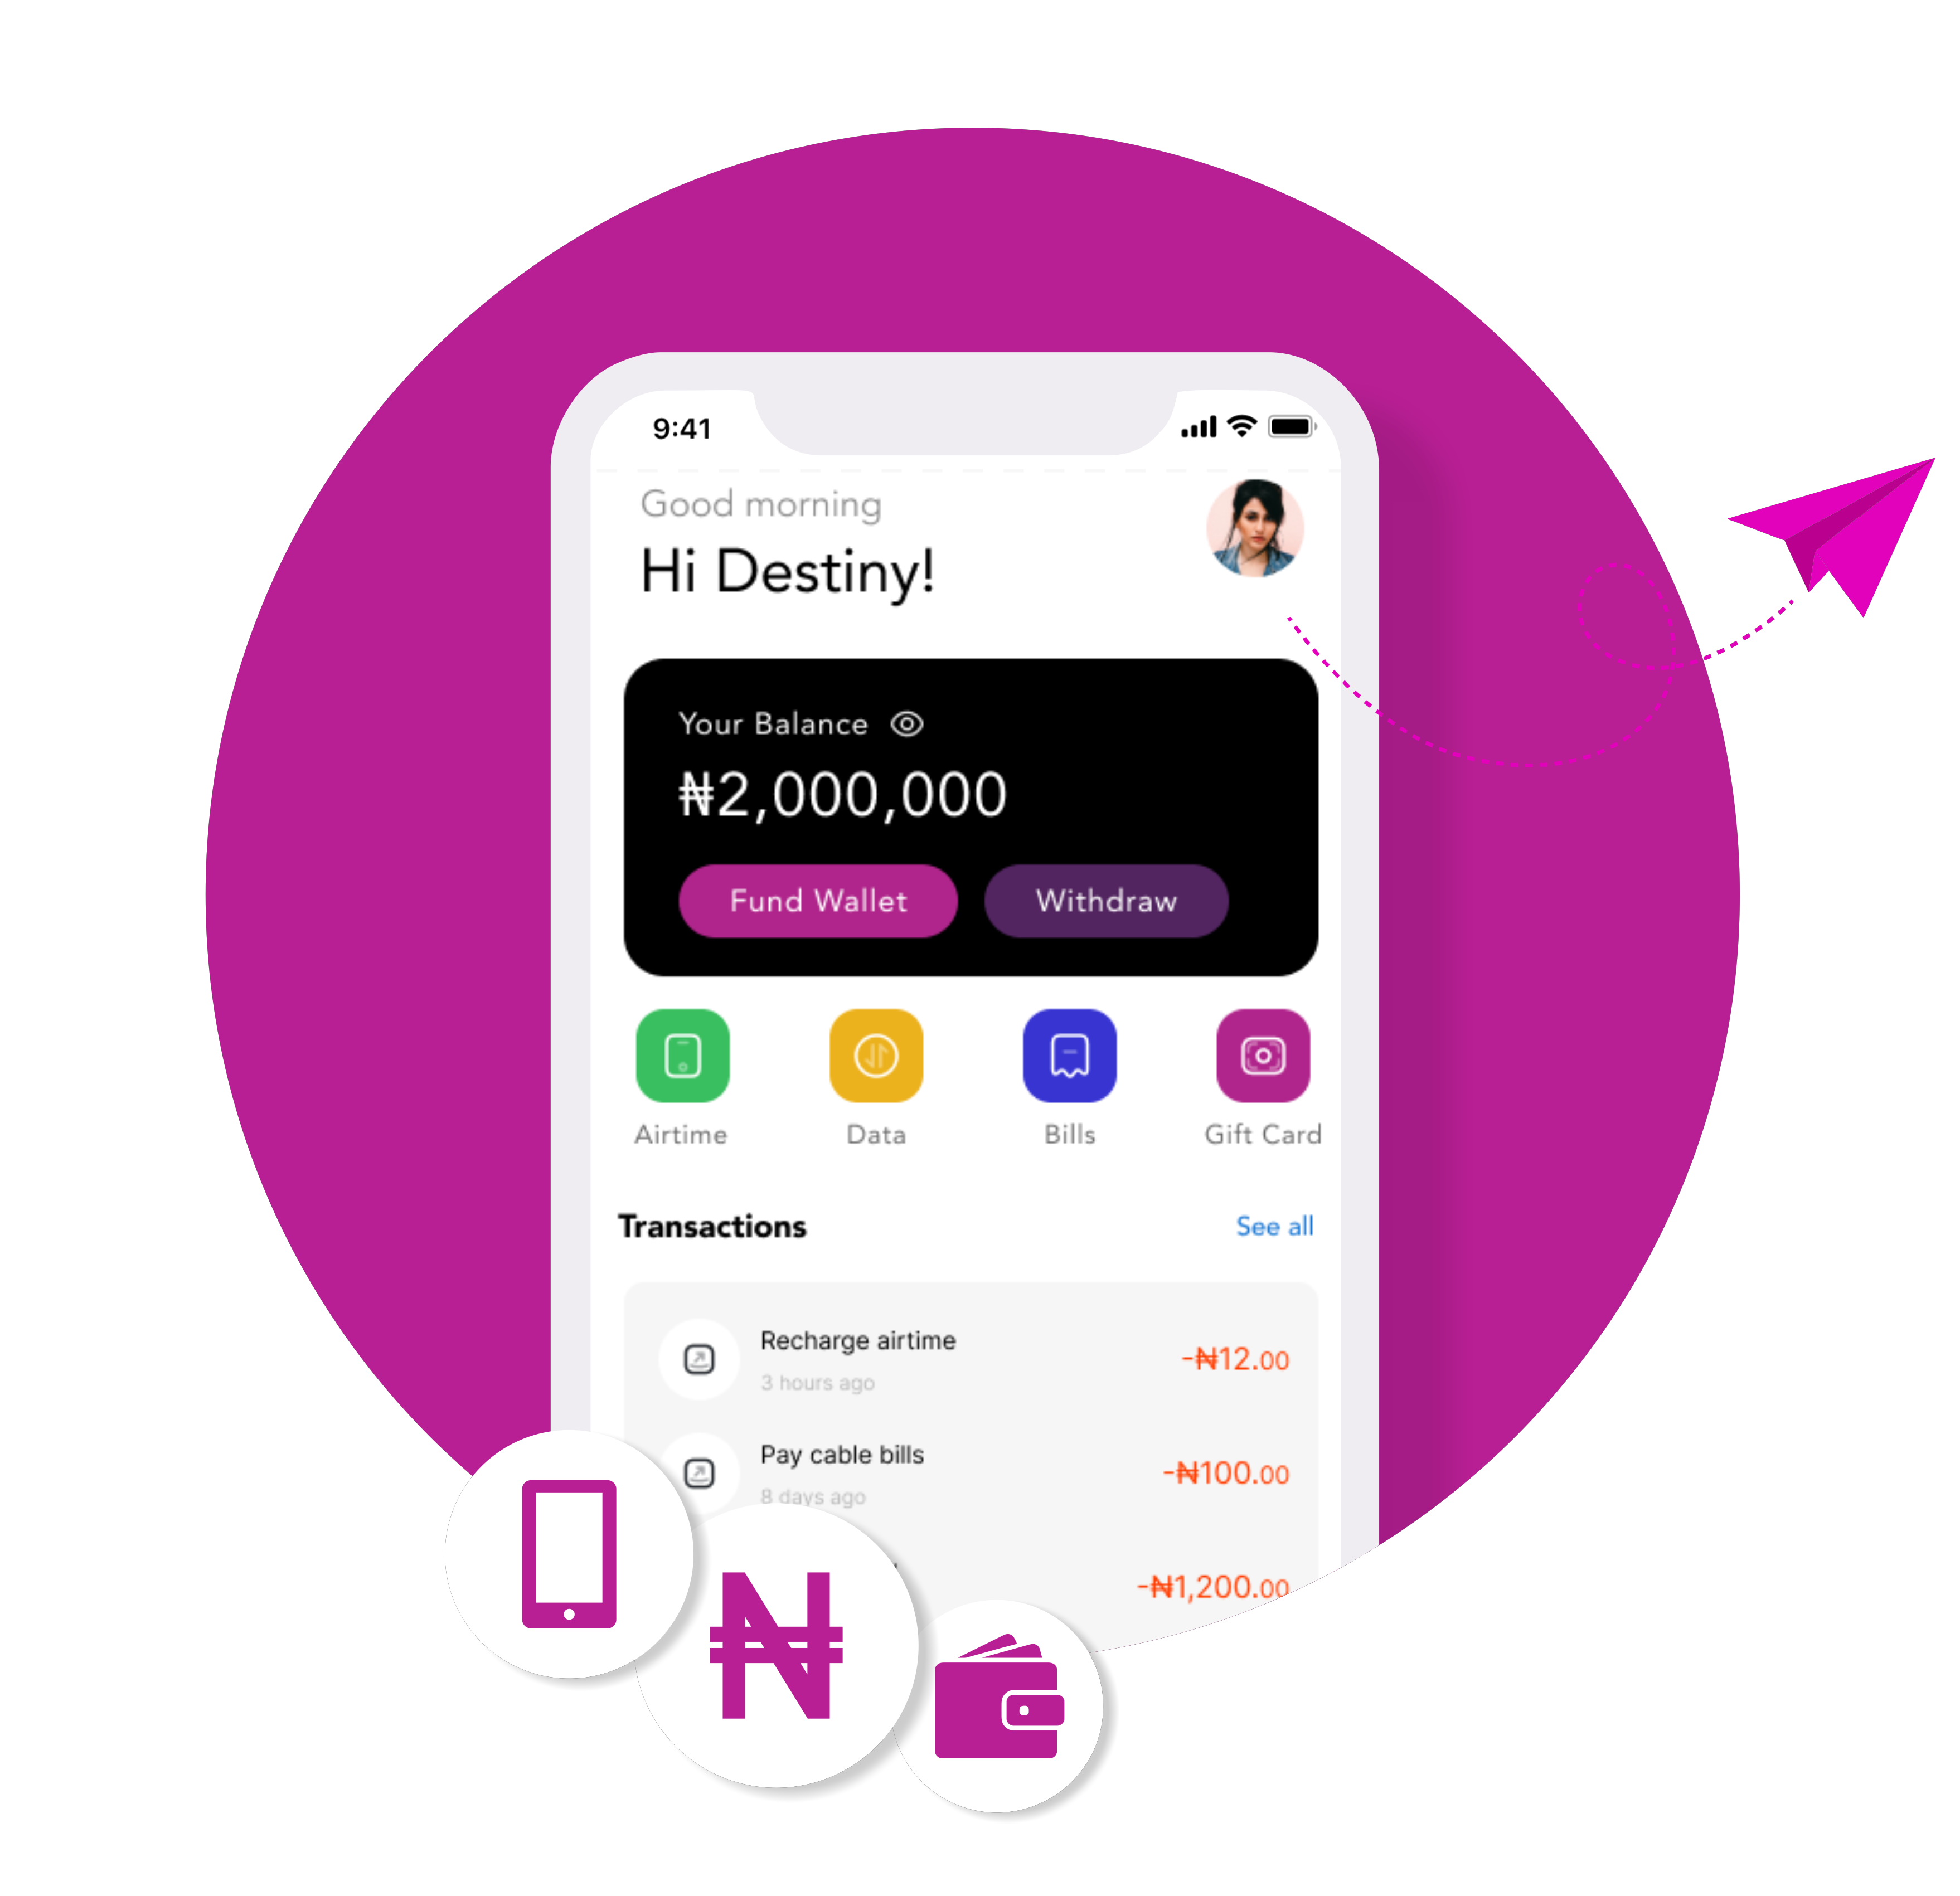 9:41
Good morning
Hi Destiny!
Your Balance
₦2,000,000
Fund Wallet
Withdraw
Airtime
Data
Bills
Gift Card
Transactions
See all
Recharge airtime
-₦12.00
3 hours ago
Pay cable bills
-₦100.00
8 days ago
-₦1,200.00
₦